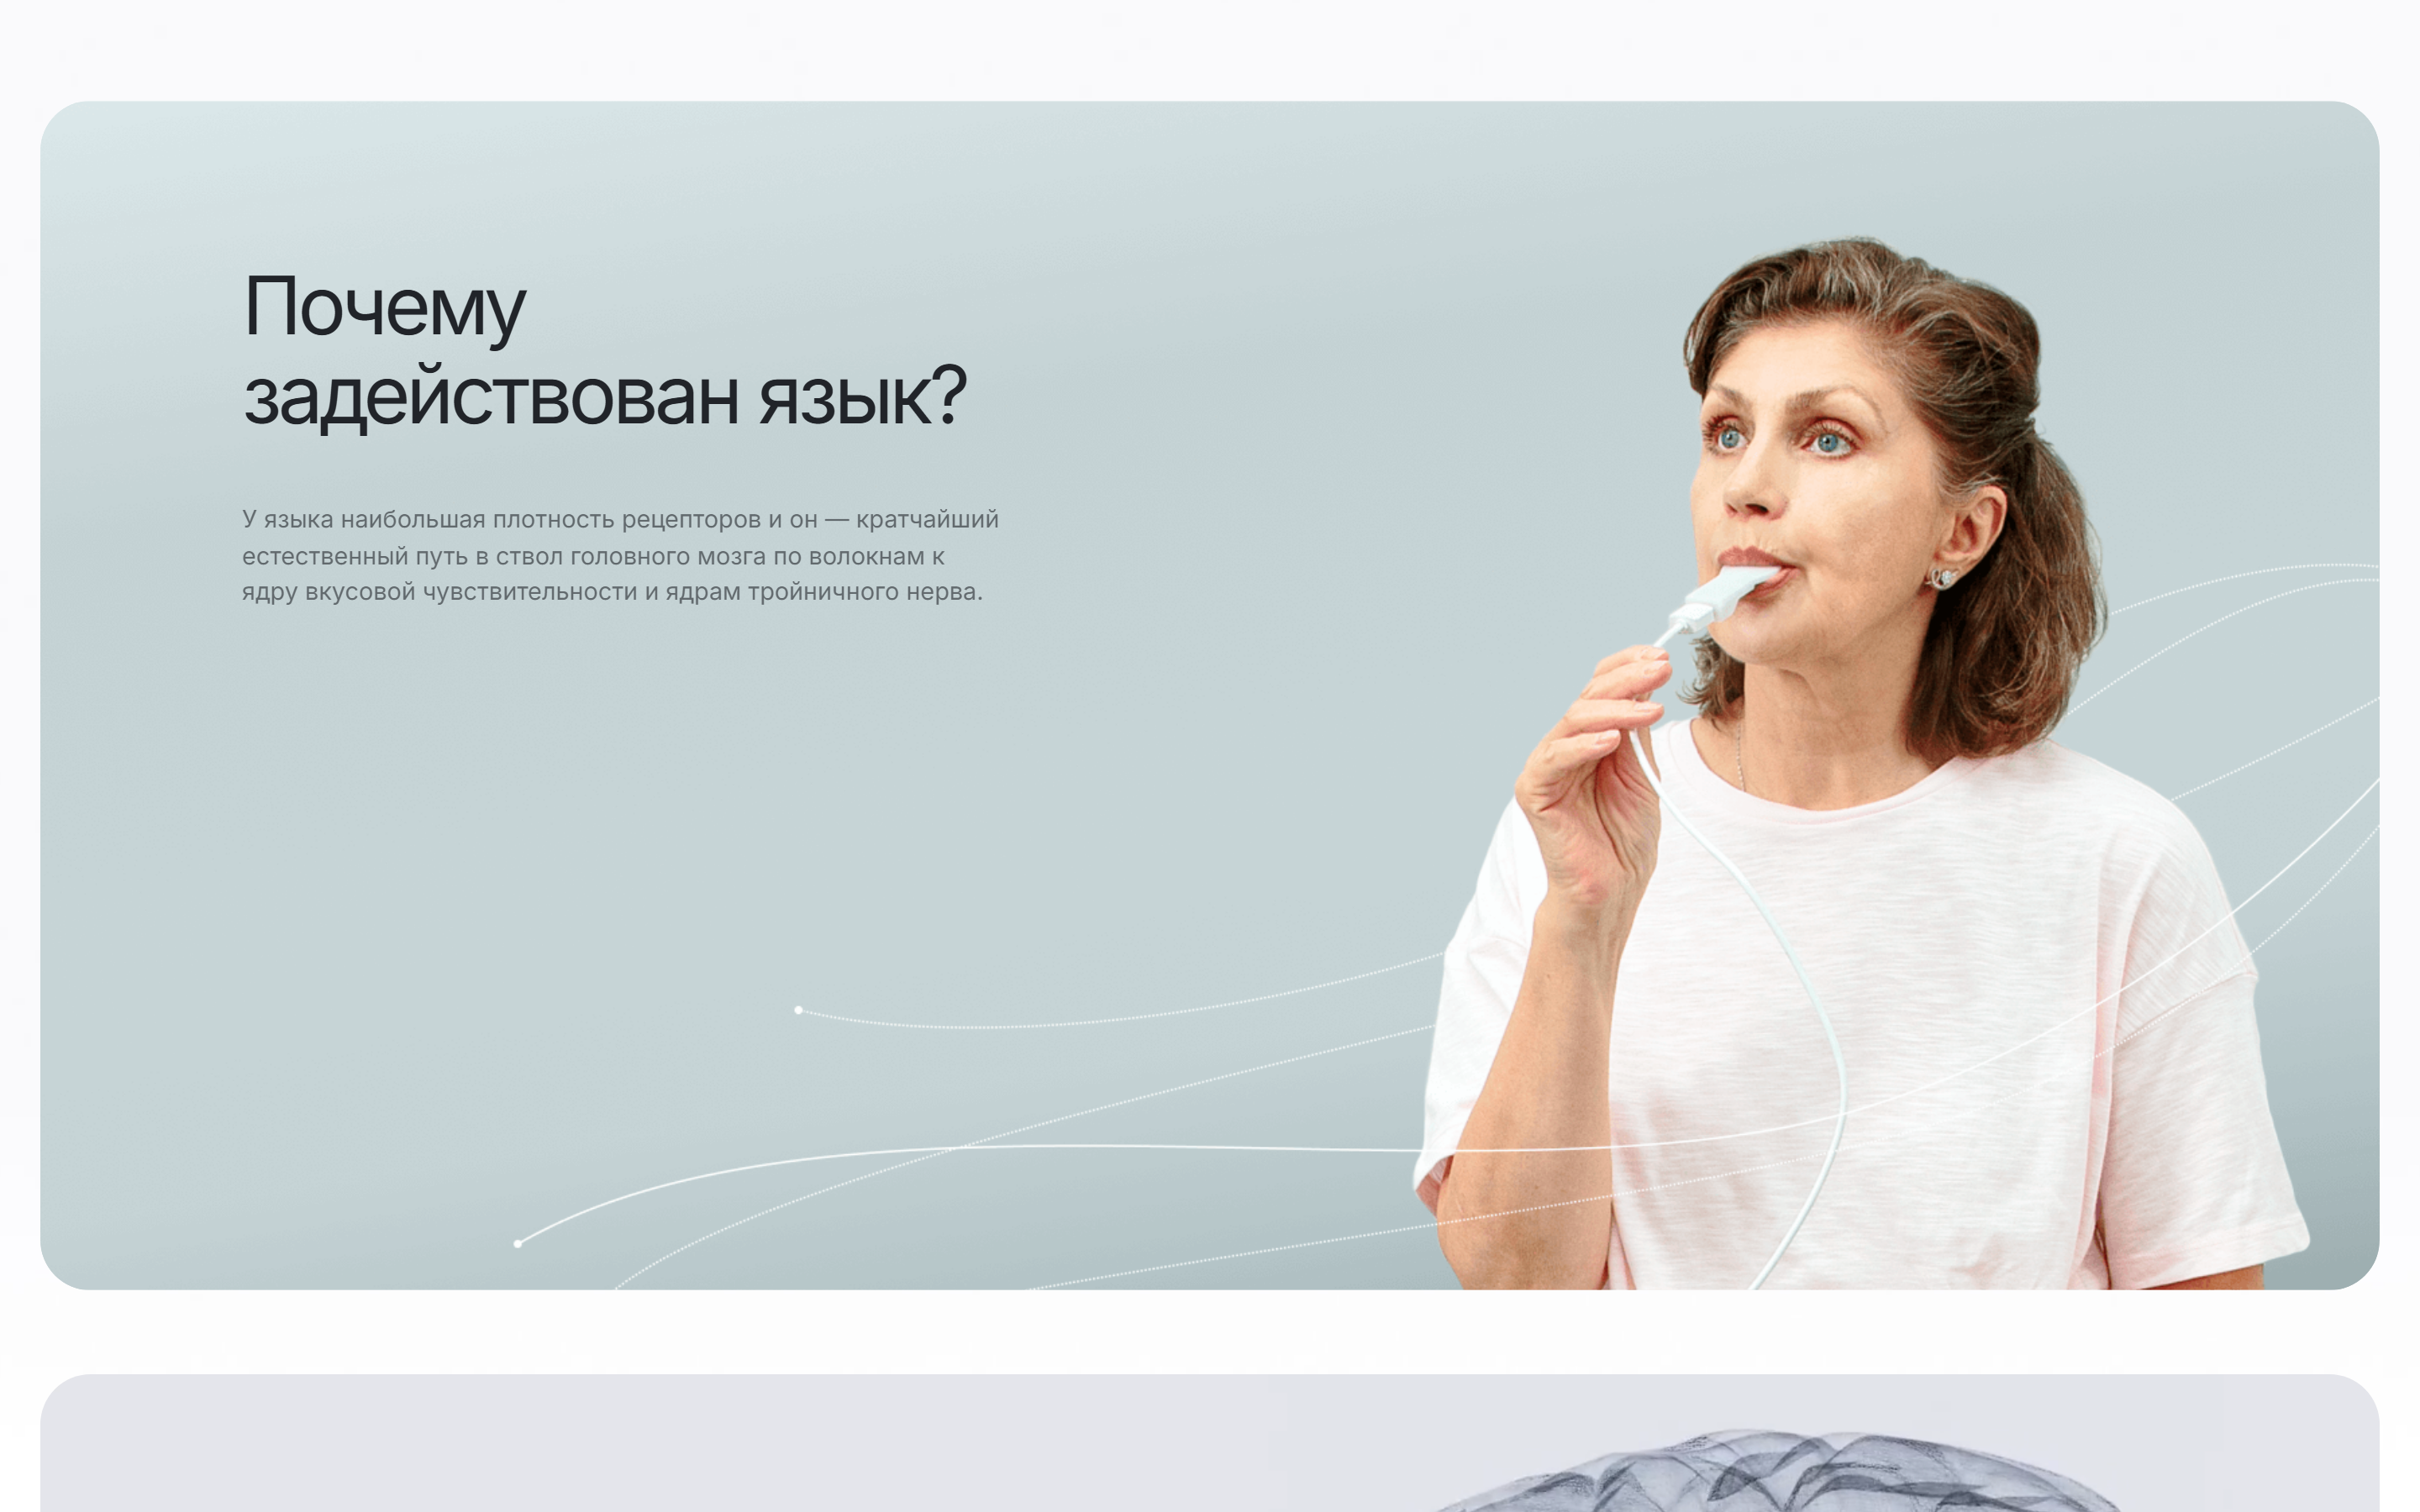 Почему
задействован язык?
У языка наибольшая плотность рецепторов и он — кратчайший
естественный путь в ствол головного мозга по волокнам к
ядру вкусовой чувствительности и ядрам тройничного нерва.